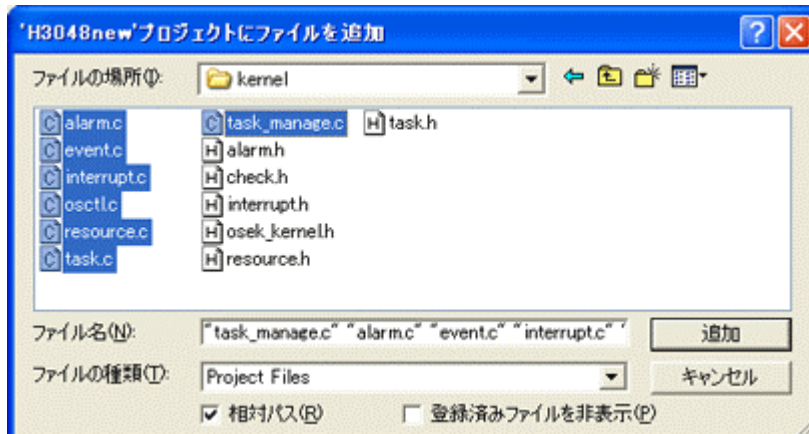 'H3048new'プロジェクトにファイルを追加
ファイルの場所(I): kernel
alarm.c task_manage.c task.h
event.c alarm.h
interrupt.c check.h
osctl.c interrupt.h
resource.c osek_kernel.h
task.c resource.h
ファイル名(N): "task_manage.c" "alarm.c" "event.c" "interrupt.c" " 追加
ファイルの種類(T): Project Files キャンセル
相対パス(R) 登録済みファイルを非表示(P)